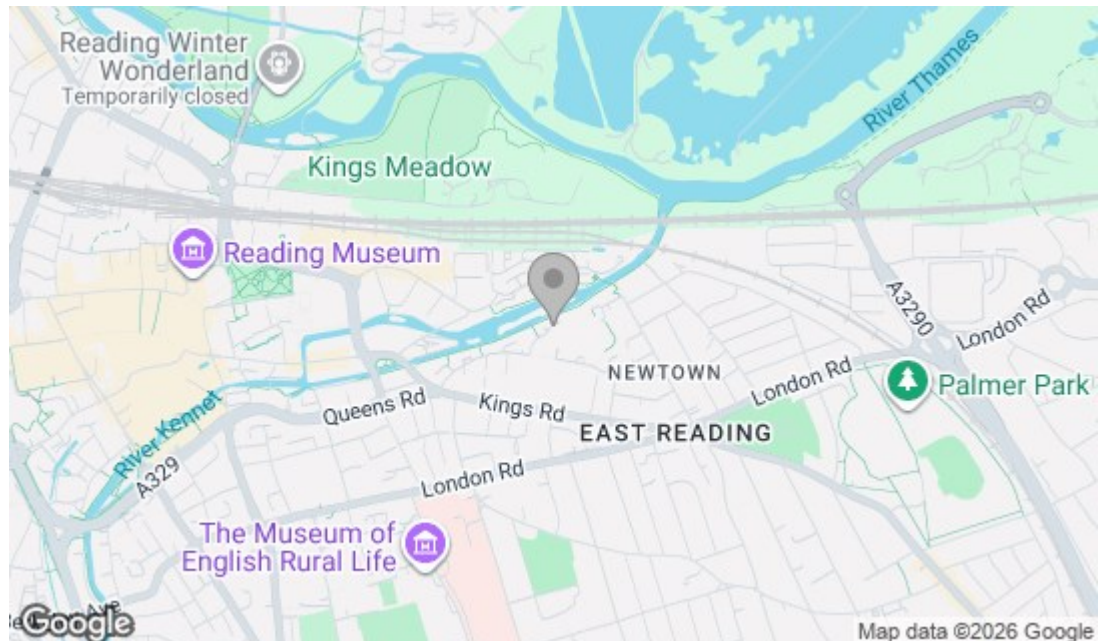 Reading Winter
Wonderland
Temporarily closed
River Thames
Kings Meadow
Reading Museum
A3290
London Rd
NEWTOWN
London Rd
Palmer Park
Queens Rd
Kings Rd
EAST READING
River Kennet
A329
London Rd
The Museum of
English Rural Life
Ave
Google
Map data ©2026 Google